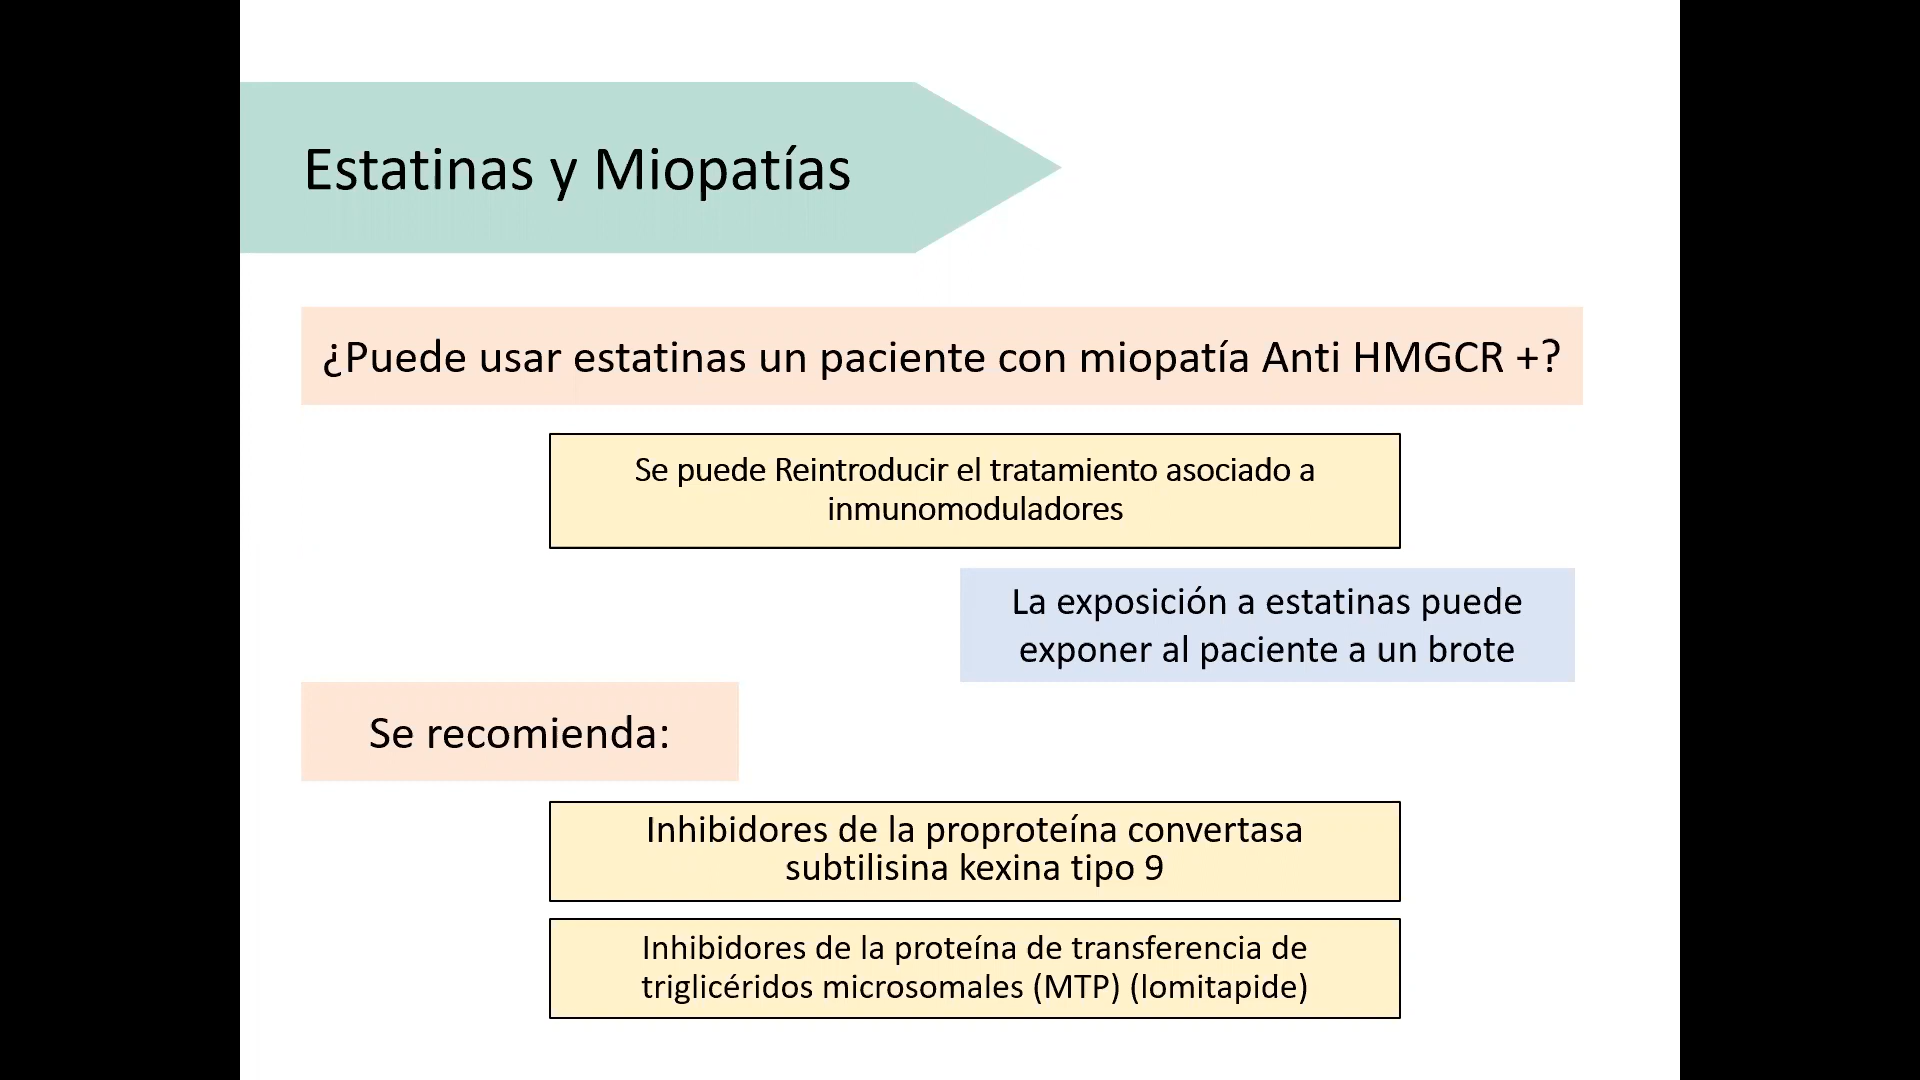 Estatinas y Miopatías
¿Puede usar estatinas un paciente con miopatía Anti HMGCR +?
Se puede Reintroducir el tratamiento asociado a
inmunomoduladores
La exposición a estatinas puede
exponer al paciente a un brote
Se recomienda:
Inhibidores de la proproteína convertasa
subtilisina kexina tipo 9
Inhibidores de la proteína de transferencia de
triglicéridos microsomales (MTP) (lomitapide)